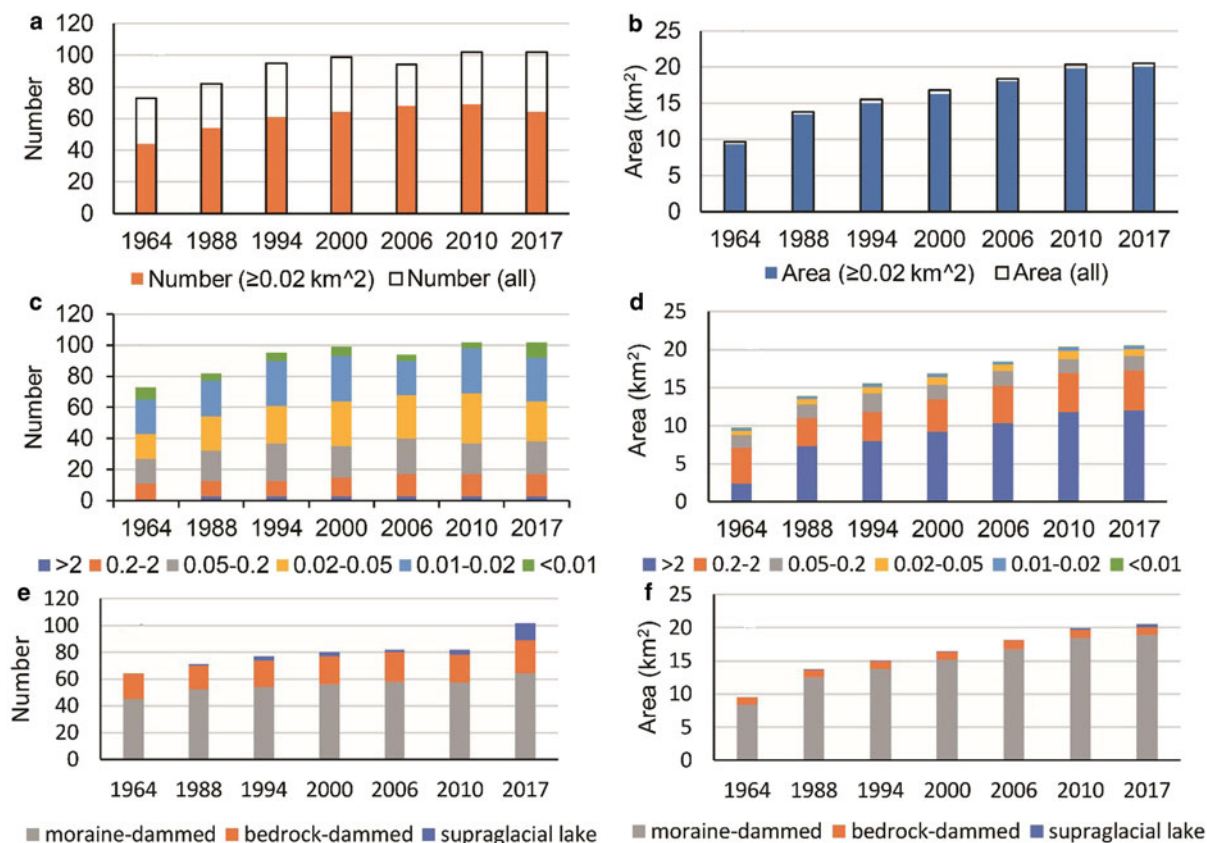 a
120
100
80
60
40
20
0
Number
1964 1988 1994 2000 2006 2010 2017
Number (≥0.02 km^2) Number (all)
b
25
20
15
10
5
0
Area (km²)
1964 1988 1994 2000 2006 2010 2017
Area (≥0.02 km^2) Area (all)
c
120
100
80
60
40
20
0
Number
1964 1988 1994 2000 2006 2010 2017
>2 0.2-2 0.05-0.2 0.02-0.05 0.01-0.02 <0.01
d
25
20
15
10
5
0
Area (km²)
1964 1988 1994 2000 2006 2010 2017
>2 0.2-2 0.05-0.2 0.02-0.05 0.01-0.02 <0.01
e
120
100
80
60
40
20
0
Number
1964 1988 1994 2000 2006 2010 2017
moraine-dammed bedrock-dammed supraglacial lake
f
25
20
15
10
5
0
Area (km²)
1964 1988 1994 2000 2006 2010 2017
moraine-dammed bedrock-dammed supraglacial lake